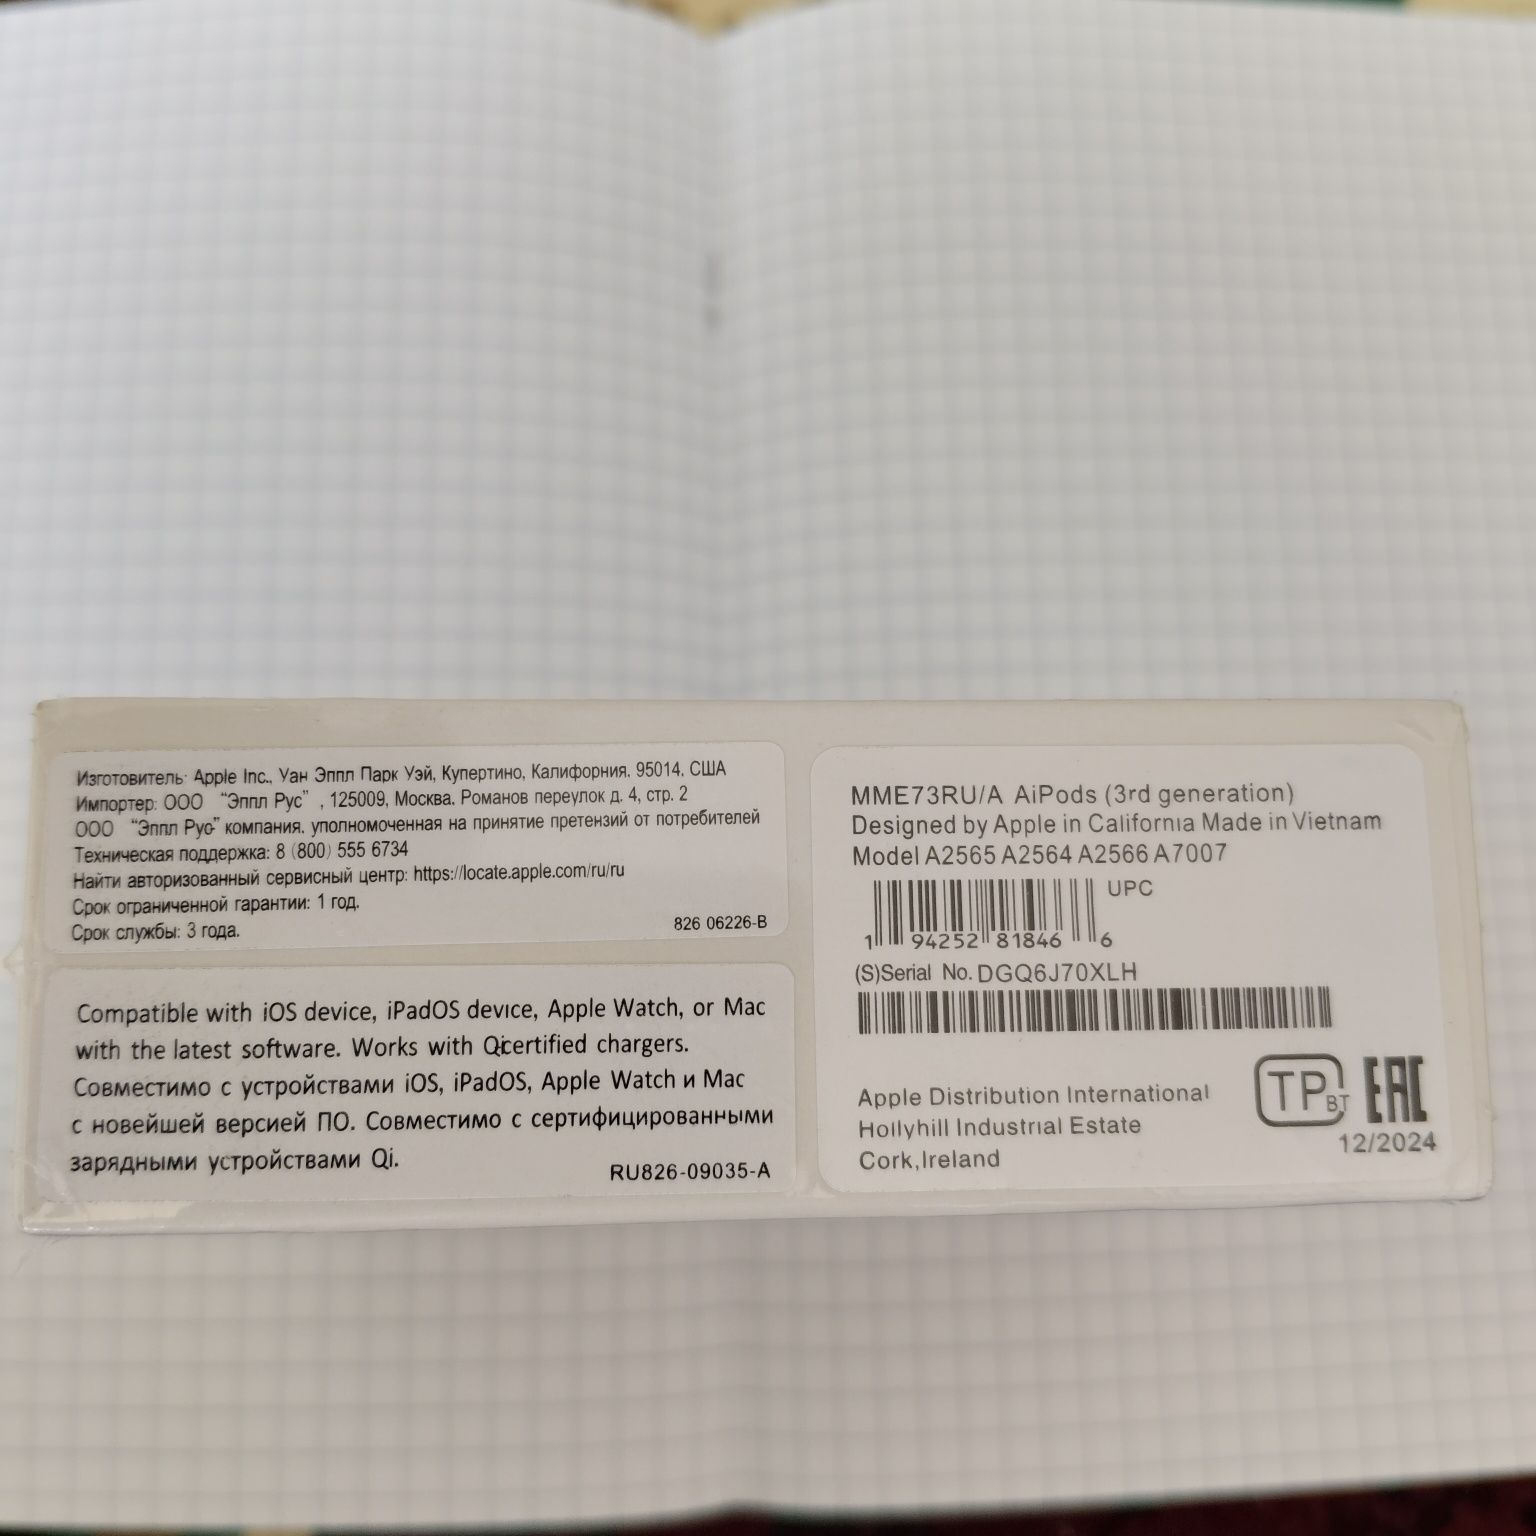 Изготовитель: Apple Inc., Уан Эппл Парк Уэй, Купертино, Калифорния. 95014. США
Импортер: ООО "Эппл Рус" , 125009, Москва. Романов переулок д. 4, стр. 2
ООО "Эппл Рус" компания. уполномоченная на принятие претензий от потребителей
Техническая поддержка: 8 (800) 555 6734
Найти авторизованный сервисный центр: https://locate.apple.com/ru/ru
Срок ограниченной гарантии: 1 год.
Срок службы: 3 года.
826 06226-B
Compatible with iOS device, iPadOS device, Apple Watch, or Mac
with the latest software. Works with Qicertified chargers.
Совместимо с устройствами iOS, iPadOS, Apple Watch и Mac
с новейшей версией ПО. Совместимо с сертифицированными
зарядными устройствами Qi.
RU826-09035-A
MME73RU/A AiPods (3rd generation)
Designed by Apple in California Made in Vietnam
Model A2565 A2564 A2566 A7007
UPC
1 94252 81846 6
(S)Serial No. DGQ6J70XLH
Apple Distribution International
Hollyhill Industrial Estate
Cork,Ireland
TP BT EAC
12/2024